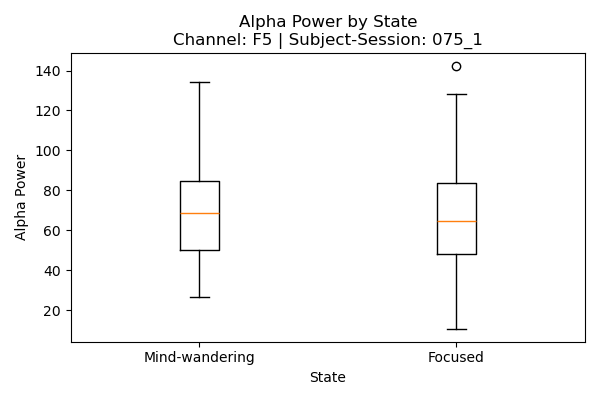 Alpha Power by State
Channel: F5 | Subject-Session: 075_1
Alpha Power
140
120
100
80
60
40
20
Mind-wandering
Focused
State